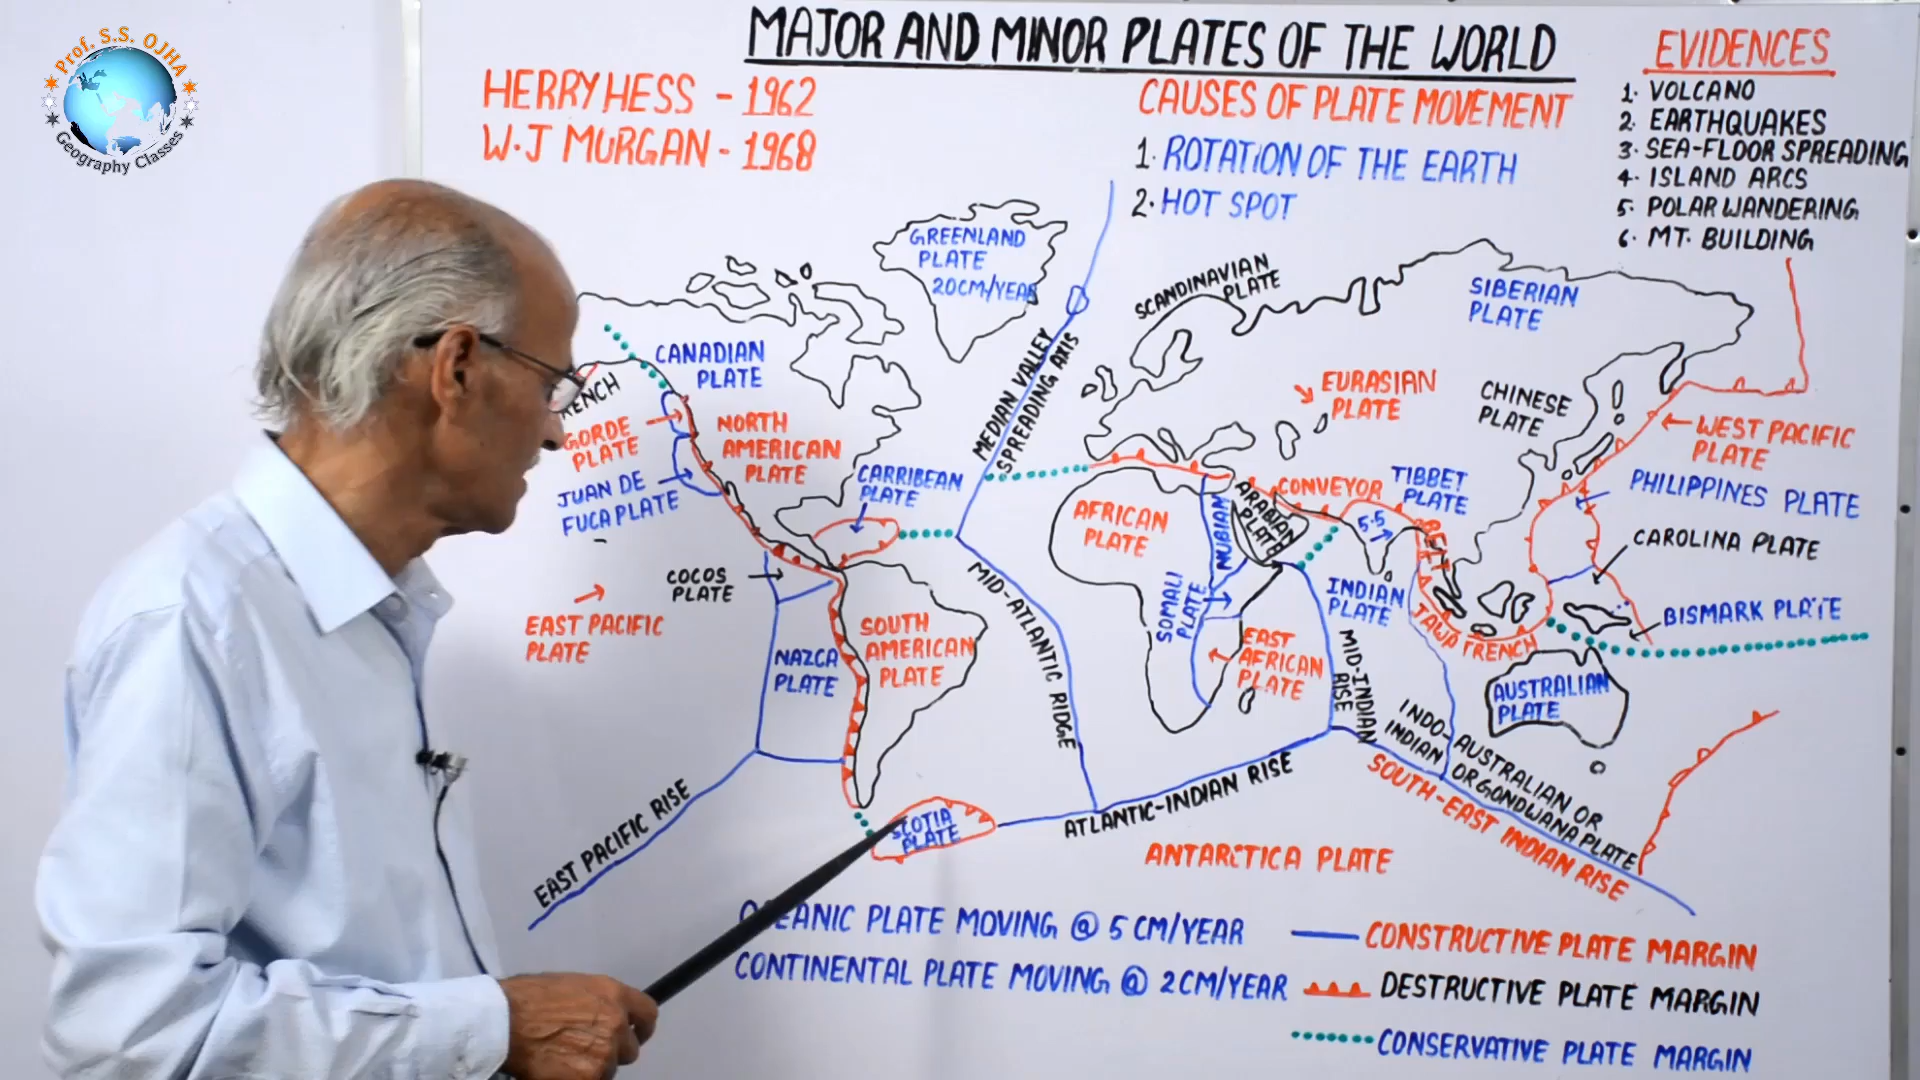 Prof. S.S. OJHA
Geography Classes
MAJOR AND MINOR PLATES OF THE WORLD
HERRY HESS - 1962
W.J MURGAN - 1968
CAUSES OF PLATE MOVEMENT
1. ROTATION OF THE EARTH
2. HOT SPOT
EVIDENCES
1. VOLCANO
2. EARTHQUAKES
3. SEA-FLOOR SPREADING
4. ISLAND ARCS
5. POLAR WANDERING
6. MT. BUILDING
GREENLAND
PLATE
20CM/YEAR
SCANDINAVIAN
PLATE
SIBERIAN
PLATE
CANADIAN
PLATE
RENCH
GORDE
PLATE
NORTH
AMERICAN
PLATE
JUAN DE
FUCA PLATE
CARRIBEAN
PLATE
MEDIAN VALLEY
SPREADING AXIS
EURASIAN
PLATE
CHINESE
PLATE
WEST PACIFIC
PLATE
TIBBET
PLATE
PHILIPPINES PLATE
CONVEYOR
BELT
5.5
AFRICAN
PLATE
NUBIAN
ARABIAN
PLATE
CAROLINA PLATE
COCOS
PLATE
MID-ATLANTIC RIDGE
SOMALI
PLATE
INDIAN
PLATE
BISMARK PLATE
EAST PACIFIC
PLATE
SOUTH
AMERICAN
PLATE
NAZCA
PLATE
EAST
AFRICAN
PLATE
MID-INDIAN
RISE
JAWA TRENCH
AUSTRALIAN
PLATE
INDO-AUSTRALIAN OR
INDIAN OR GONDWANA PLATE
EAST PACIFIC RISE
SCOTIA
PLATE
ATLANTIC-INDIAN RISE
SOUTH-EAST INDIAN RISE
ANTARCTICA PLATE
OCEANIC PLATE MOVING @ 5 CM/YEAR
CONTINENTAL PLATE MOVING @ 2 CM/YEAR
CONSTRUCTIVE PLATE MARGIN
DESTRUCTIVE PLATE MARGIN
CONSERVATIVE PLATE MARGIN